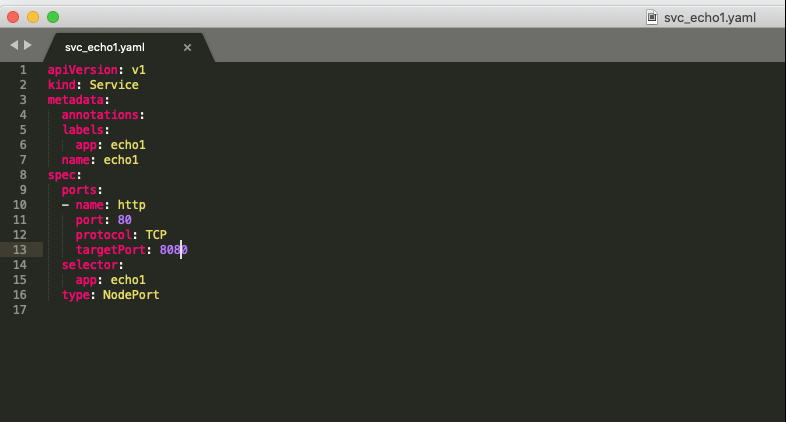 svc_echo1.yaml
svc_echo1.yaml ×
1 apiVersion: v1
2 kind: Service
3 metadata:
4   annotations:
5   labels:
6     app: echo1
7   name: echo1
8 spec:
9   ports:
10   - name: http
11     port: 80
12     protocol: TCP
13     targetPort: 8080
14   selector:
15     app: echo1
16   type: NodePort
17